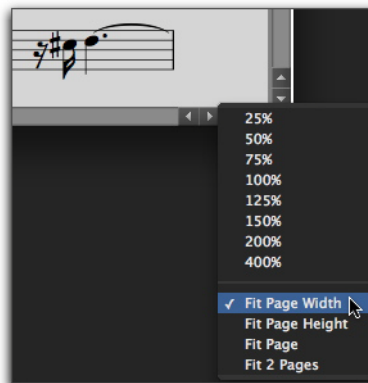 25%
50%
75%
100%
125%
150%
200%
400%
✓ Fit Page Width
Fit Page Height
Fit Page
Fit 2 Pages